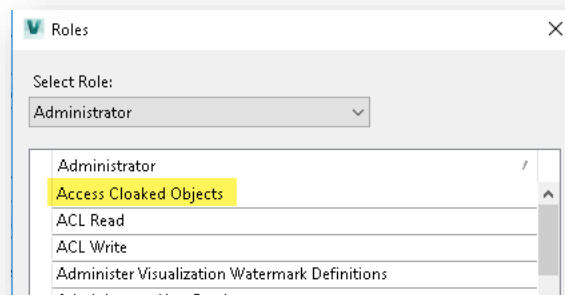 Roles
Select Role:
Administrator
Administrator
Access Cloaked Objects
ACL Read
ACL Write
Administer Visualization Watermark Definitions